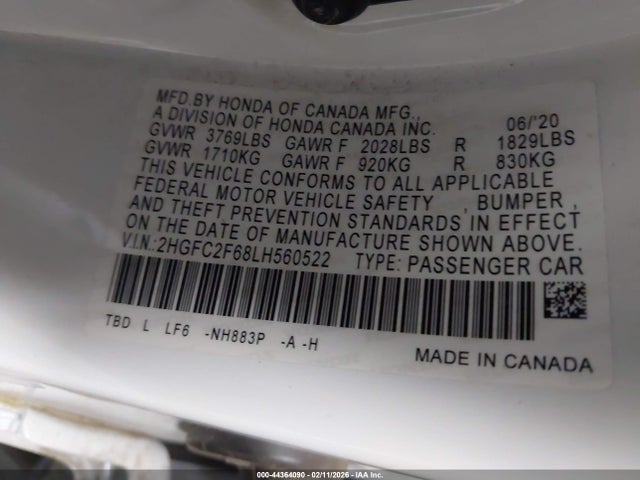 MFD.BY HONDA OF CANADA MFG.,
A DIVISION OF HONDA CANADA INC. 06/'20
GVWR 3769LBS GAWR F 2028LBS R 1829LBS
GVWR 1710KG GAWR F 920KG R 830KG
THIS VEHICLE CONFORMS TO ALL APPLICABLE
FEDERAL MOTOR VEHICLE SAFETY , BUMPER ,
AND THEFT PREVENTION STANDARDS IN EFFECT
ON THE DATE OF MANUFACTURE SHOWN ABOVE.
V.I.N.:2HGFC2F68LH560522 TYPE: PASSENGER CAR
TBD L LF6 -NH883P -A -H
MADE IN CANADA
000-44364090 - 02/11/2026 - IAA Inc.